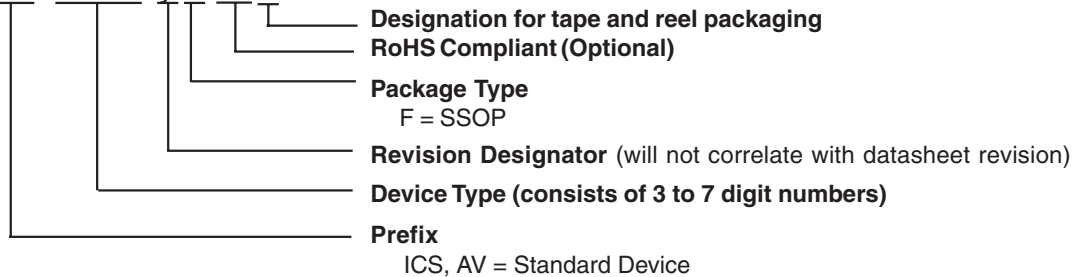 Designation for tape and reel packaging
RoHS Compliant (Optional)
Package Type
F = SSOP
Revision Designator (will not correlate with datasheet revision)
Device Type (consists of 3 to 7 digit numbers)
Prefix
ICS, AV = Standard Device